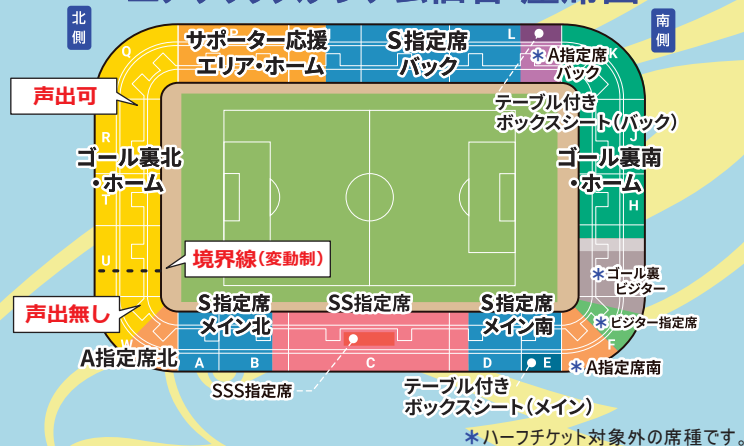 北側
南側
Q
P
サポーター応援
エリア・ホーム
S指定席
バック
L
*A指定席
バック
K
声出可
テーブル付き
ボックスシート(バック)
R
J
ゴール裏北
・ホーム
ゴール裏南
・ホーム
T
H
U
境界線(変動制)
*ゴール裏
ビジター
声出無し
S指定席
メイン北
SS指定席
S指定席
メイン南
*ビジター指定席
W
F
A指定席北
A
B
C
D
E
*A指定席南
SSS指定席
テーブル付き
ボックスシート(メイン)
*ハーフチケット対象外の席種です。